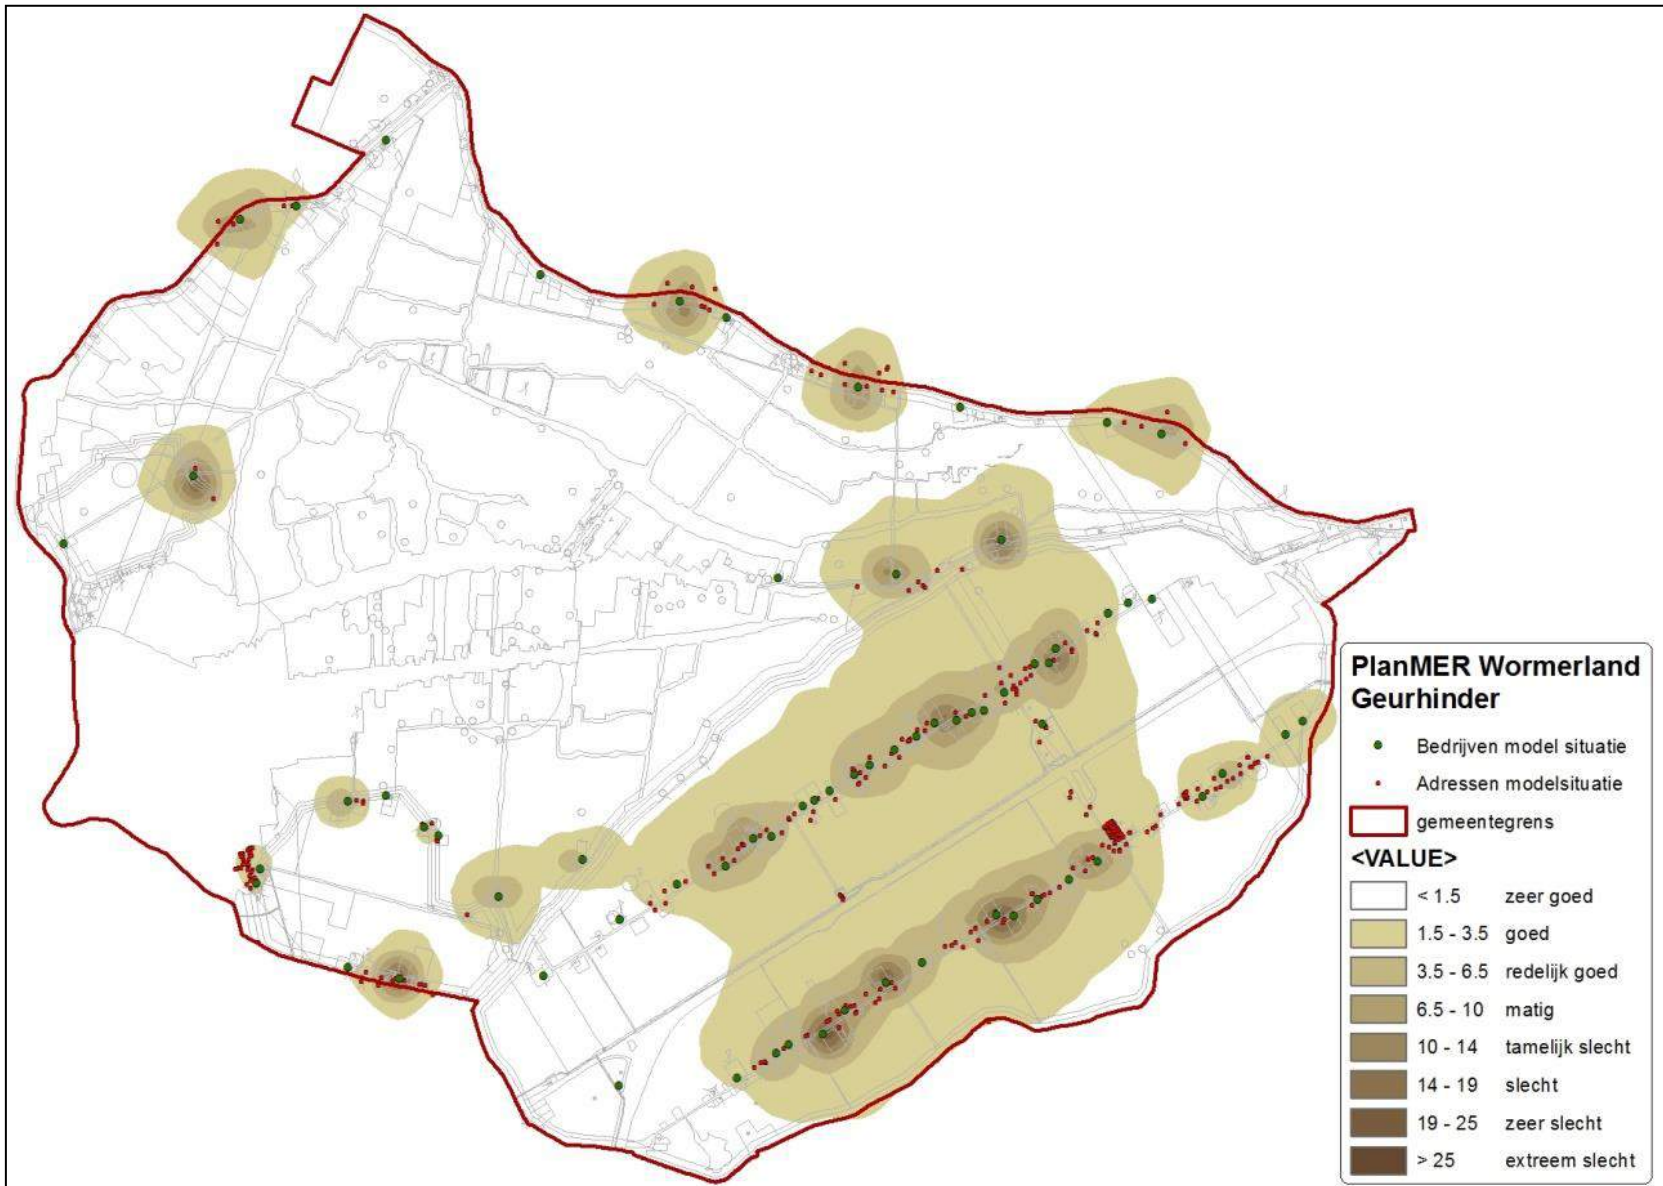 PlanMER Wormerland
Geurhinder
Bedrijven model situatie
Adressen modelsituatie
gemeentegrens
<VALUE>
< 1.5 zeer goed
1.5 - 3.5 goed
3.5 - 6.5 redelijk goed
6.5 - 10 matig
10 - 14 tamelijk slecht
14 - 19 slecht
19 - 25 zeer slecht
> 25 extreem slecht